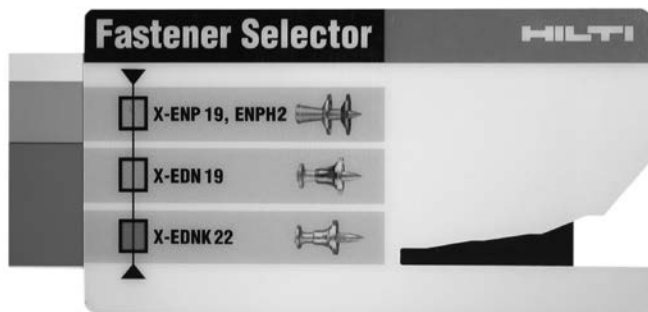 Fastener Selector
HILTI
X-ENP 19, ENPH2
X-EDN 19
X-EDNK 22